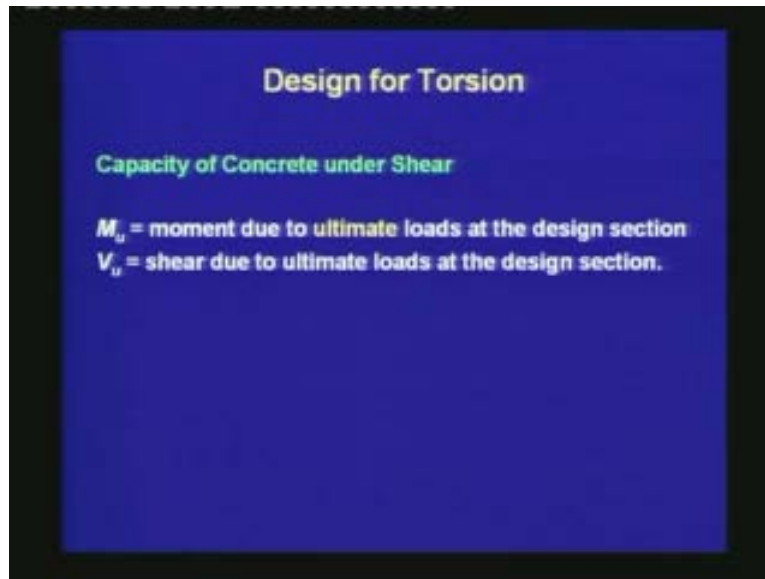 Design for Torsion
Capacity of Concrete under Shear
Mu = moment due to ultimate loads at the design section
Vu = shear due to ultimate loads at the design section.